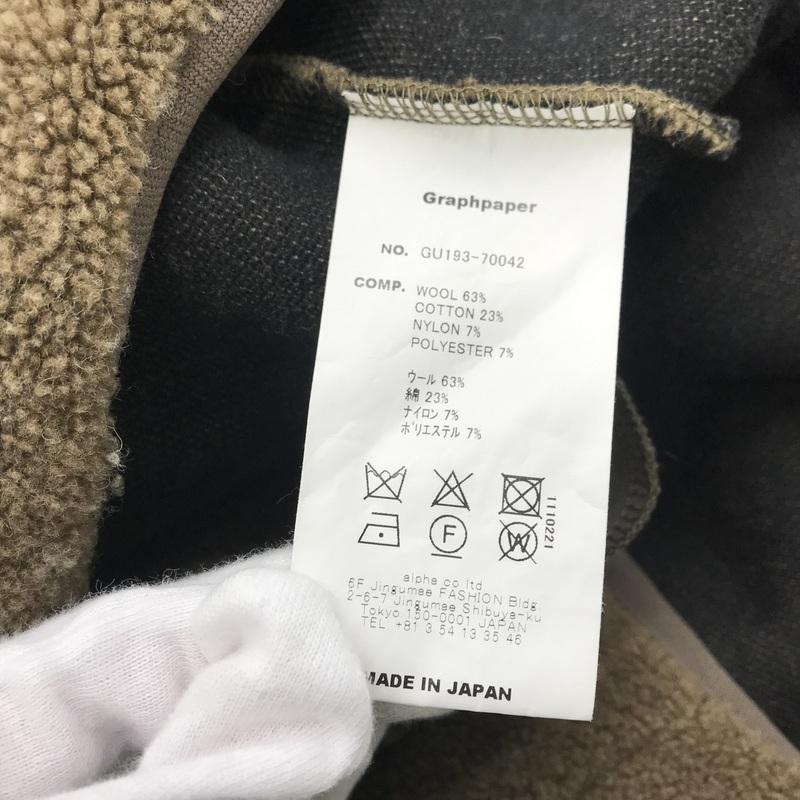 Graphpaper
NO. GU193-70042
COMP. WOOL 63%
COTTON 23%
NYLON 7%
POLYESTER 7%
ウール 63%
綿 23%
ナイロン 7%
ポリエステル 7%
1110221
F
W
alpha co ltd
6F Jingumae FASHION Bldg
2-6-7 Jingumae Shibuya-ku
Tokyo 150-0001 JAPAN
TEL +81 3 54 13 35 46
MADE IN JAPAN